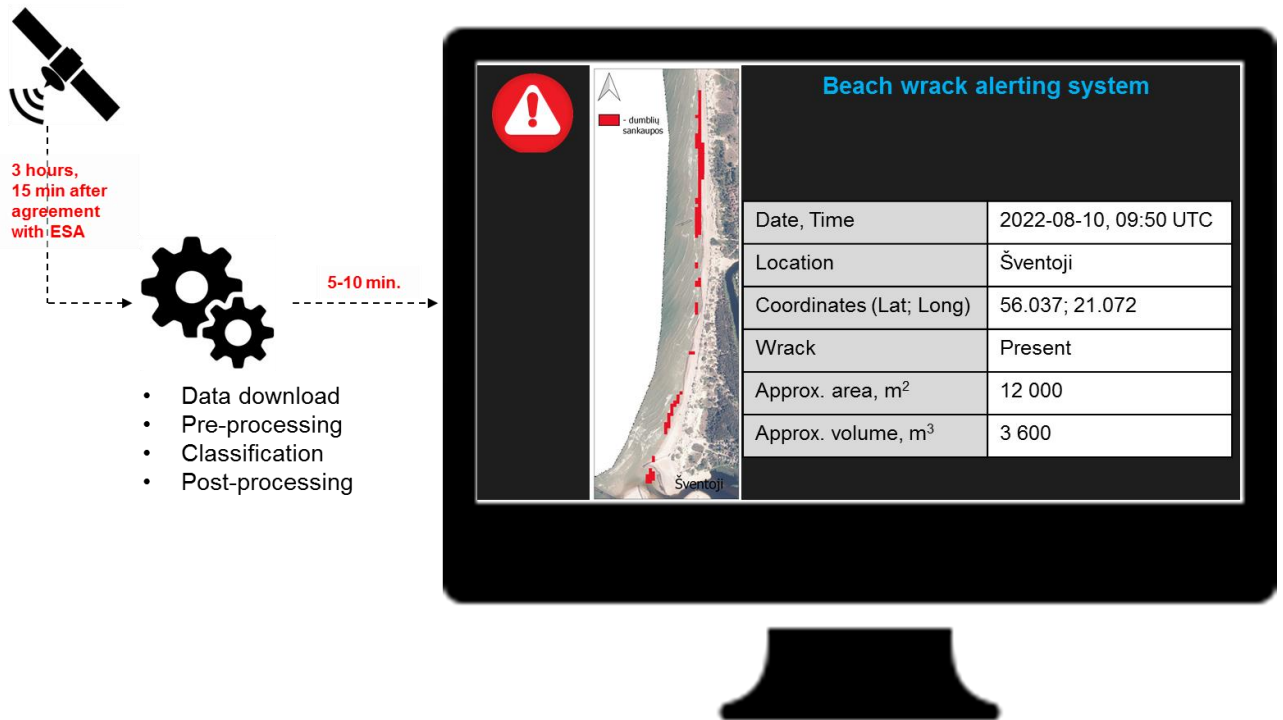 3 hours,
15 min after
agreement
with ESA
5-10 min.
• Data download
• Pre-processing
• Classification
• Post-processing
- dumblių
sankaupos
Šventoji
Beach wrack alerting system
Date, Time 2022-08-10, 09:50 UTC
Location Šventoji
Coordinates (Lat; Long) 56.037; 21.072
Wrack Present
Approx. area, m² 12 000
Approx. volume, m³ 3 600